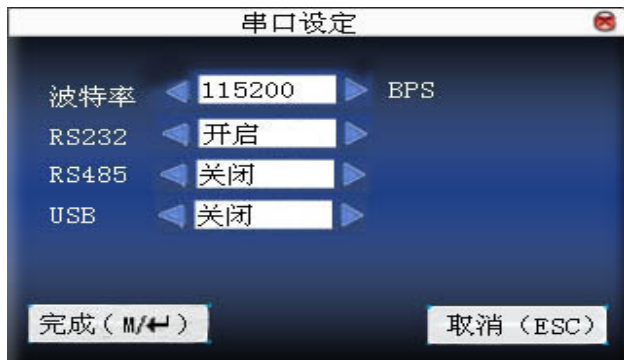 串口设定
波特率 115200 BPS
RS232 开启
RS485 关闭
USB 关闭
完成(M/↵) 取消(ESC)